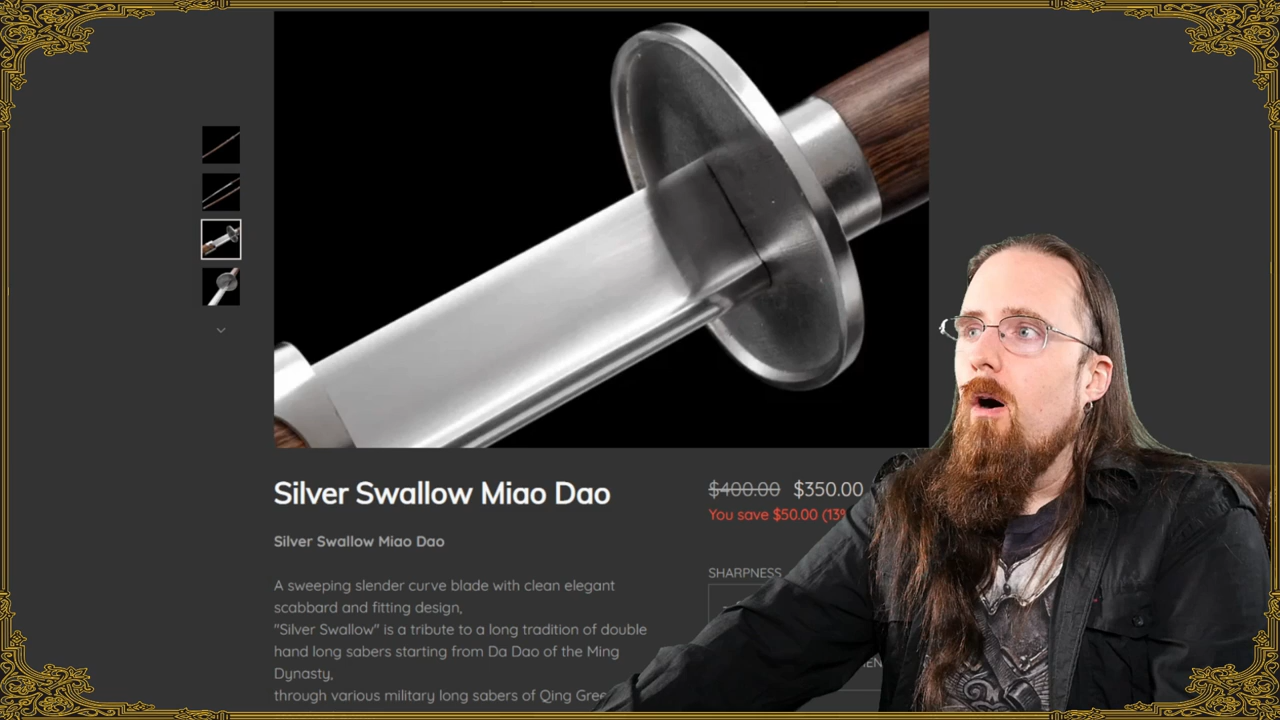 Silver Swallow Miao Dao
$400.00 $350.00
You save $50.00 (13%
Silver Swallow Miao Dao
SHARPNESS
A sweeping slender curve blade with clean elegant
scabbard and fitting design,
"Silver Swallow" is a tribute to a long tradition of double
hand long sabers starting from Da Dao of the Ming
Dynasty,
through various military long sabers of Qing Gree